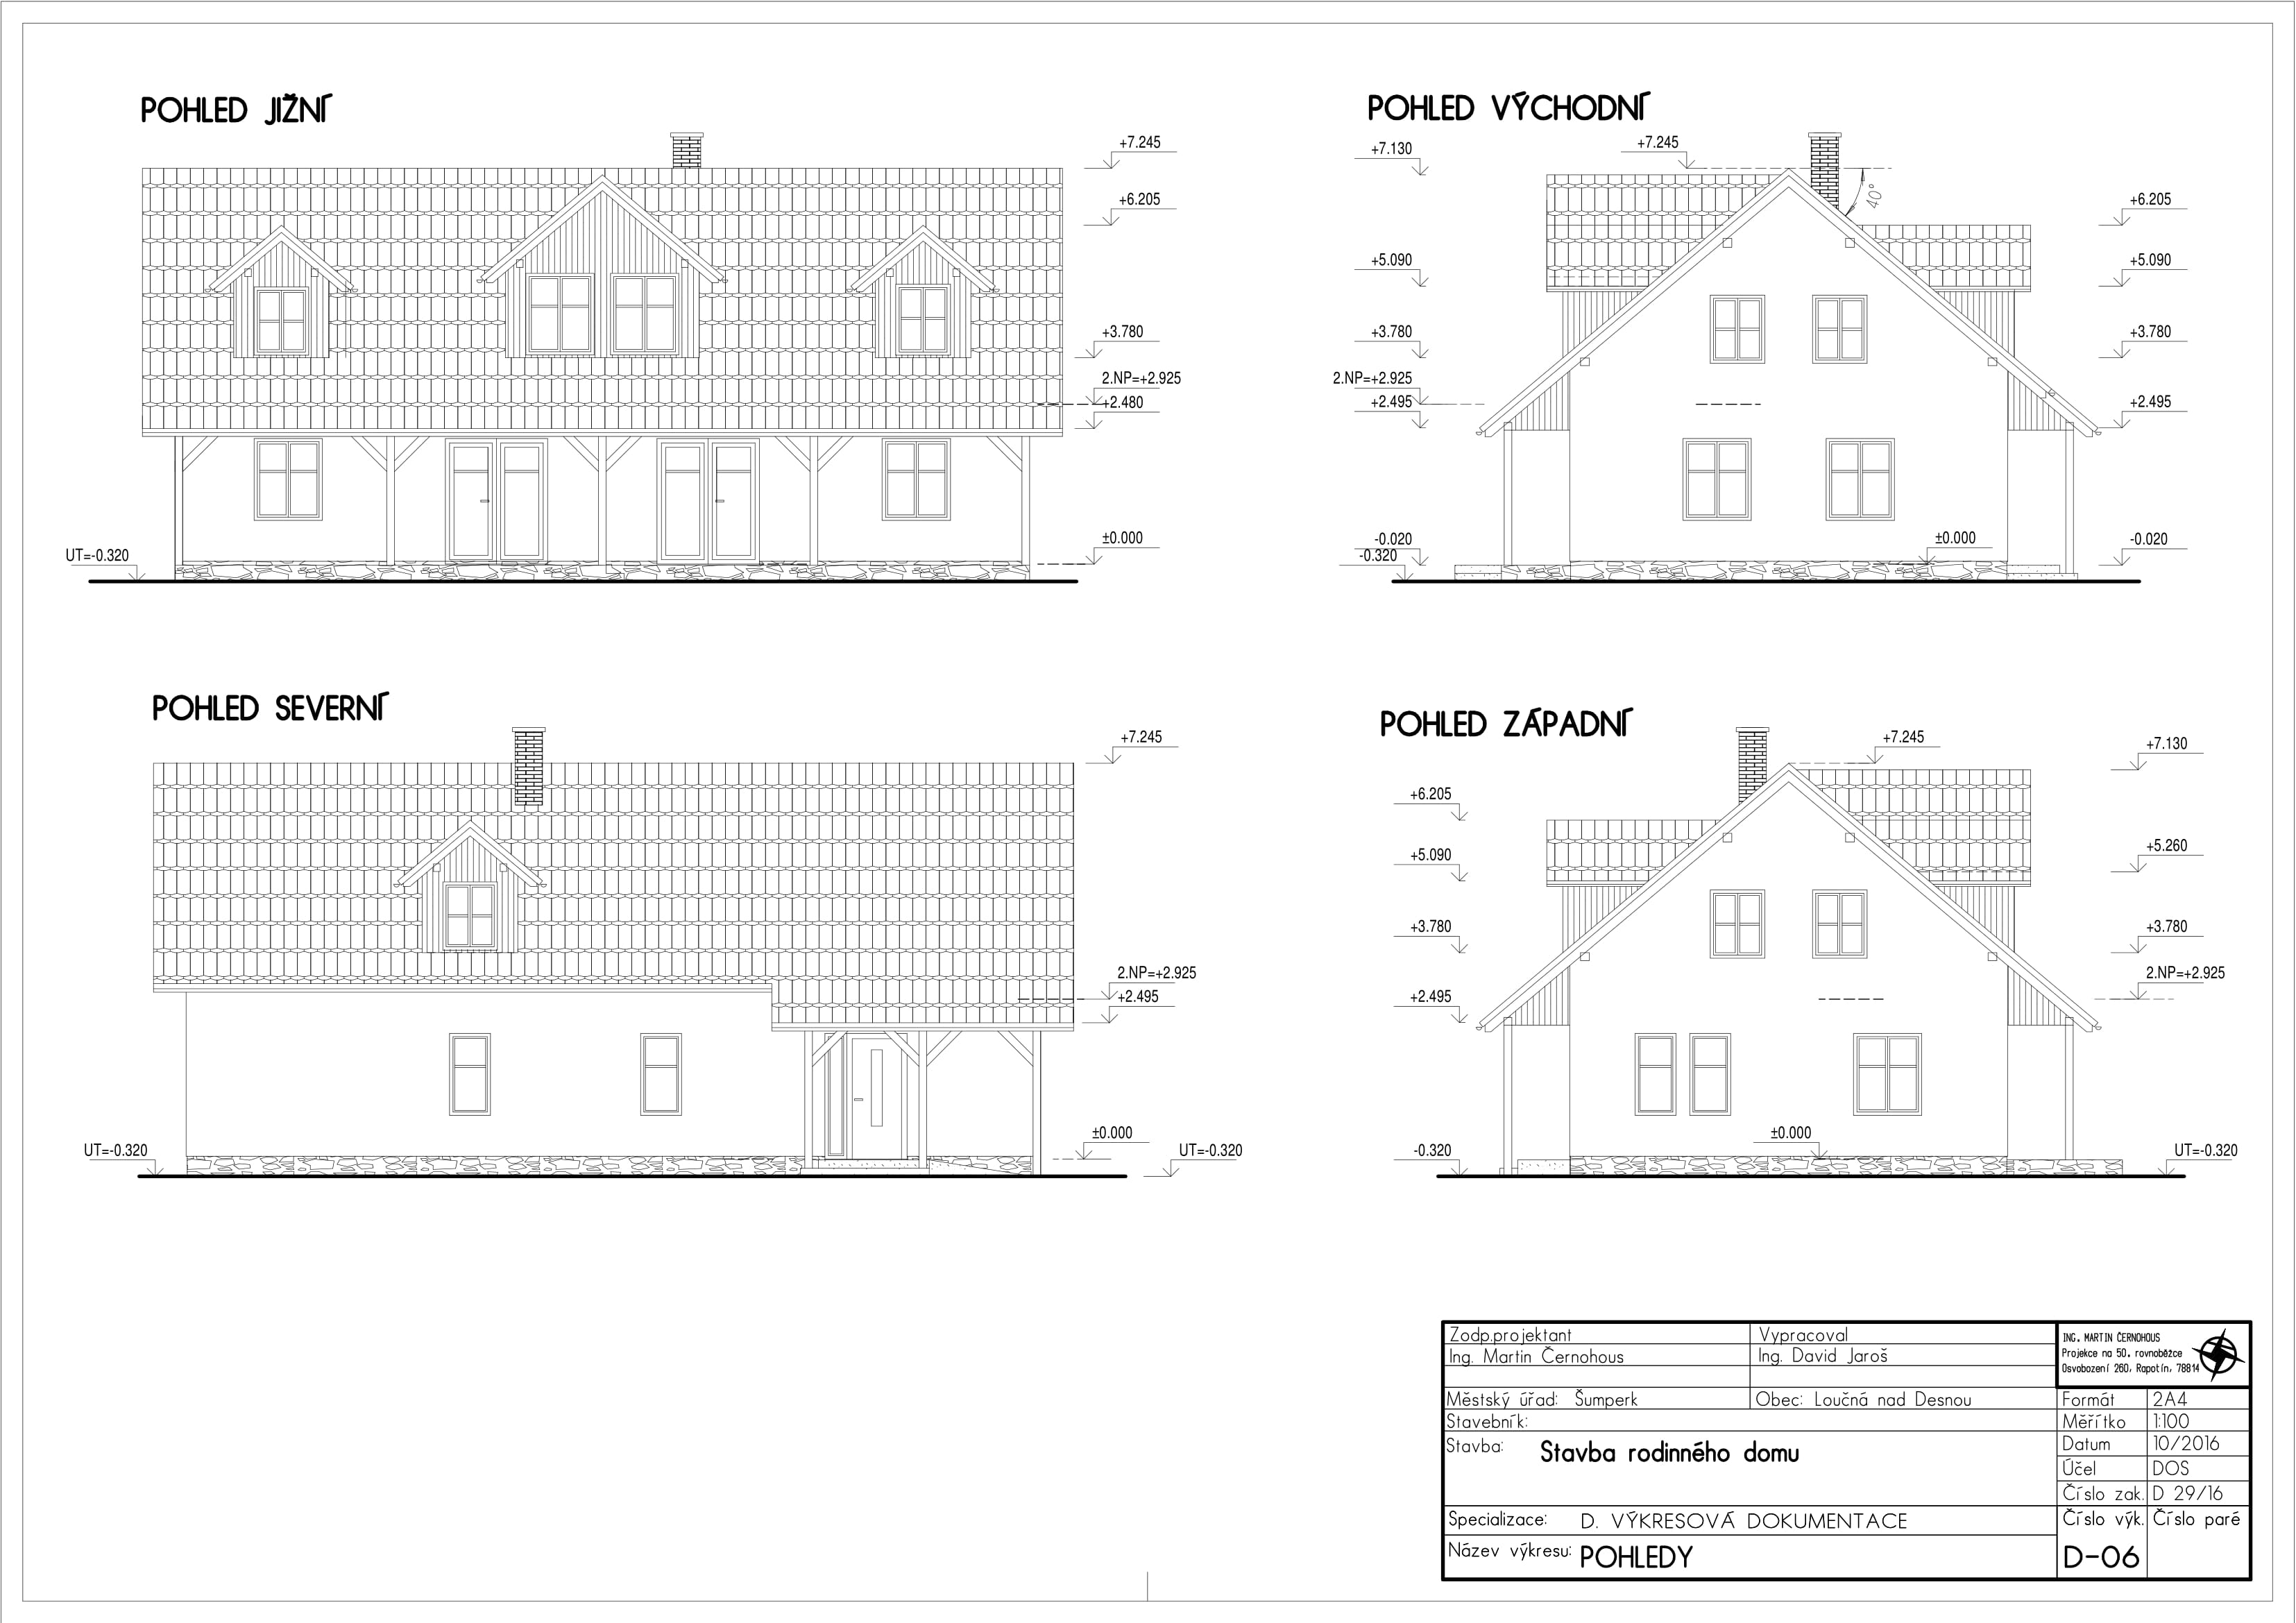 POHLED JIŽNÍ
+7.245
+6.205
+3.780
2.NP=+2.925
+2.480
±0.000
UT=-0.320
POHLED VÝCHODNÍ
+7.130
+7.245
40°
+6.205
+5.090
+5.090
+3.780
+3.780
2.NP=+2.925
+2.495
+2.495
-0.020
-0.320
±0.000
-0.020
POHLED SEVERNÍ
+7.245
2.NP=+2.925
+2.495
±0.000
UT=-0.320
UT=-0.320
POHLED ZÁPADNÍ
+7.245
+7.130
+6.205
+5.090
+5.260
+3.780
+3.780
2.NP=+2.925
+2.495
±0.000
-0.320
UT=-0.320
Zodp.projektant
Vypracoval
Ing. Martin Černohous
Ing. David Jaroš
ING. MARTIN ČERNOHOUS
Projekce na 50. rovnoběžce
Osvobození 260, Rapotín, 78814
Městský úřad: Šumperk
Obec: Loučná nad Desnou
Formát 2A4
Stavebník:
Měřítko 1:100
Stavba: Stavba rodinného domu
Datum 10/2016
Účel DOS
Číslo zak. D 29/16
Specializace: D. VÝKRESOVÁ DOKUMENTACE
Číslo výk. Číslo paré
Název výkresu: POHLEDY
D-06